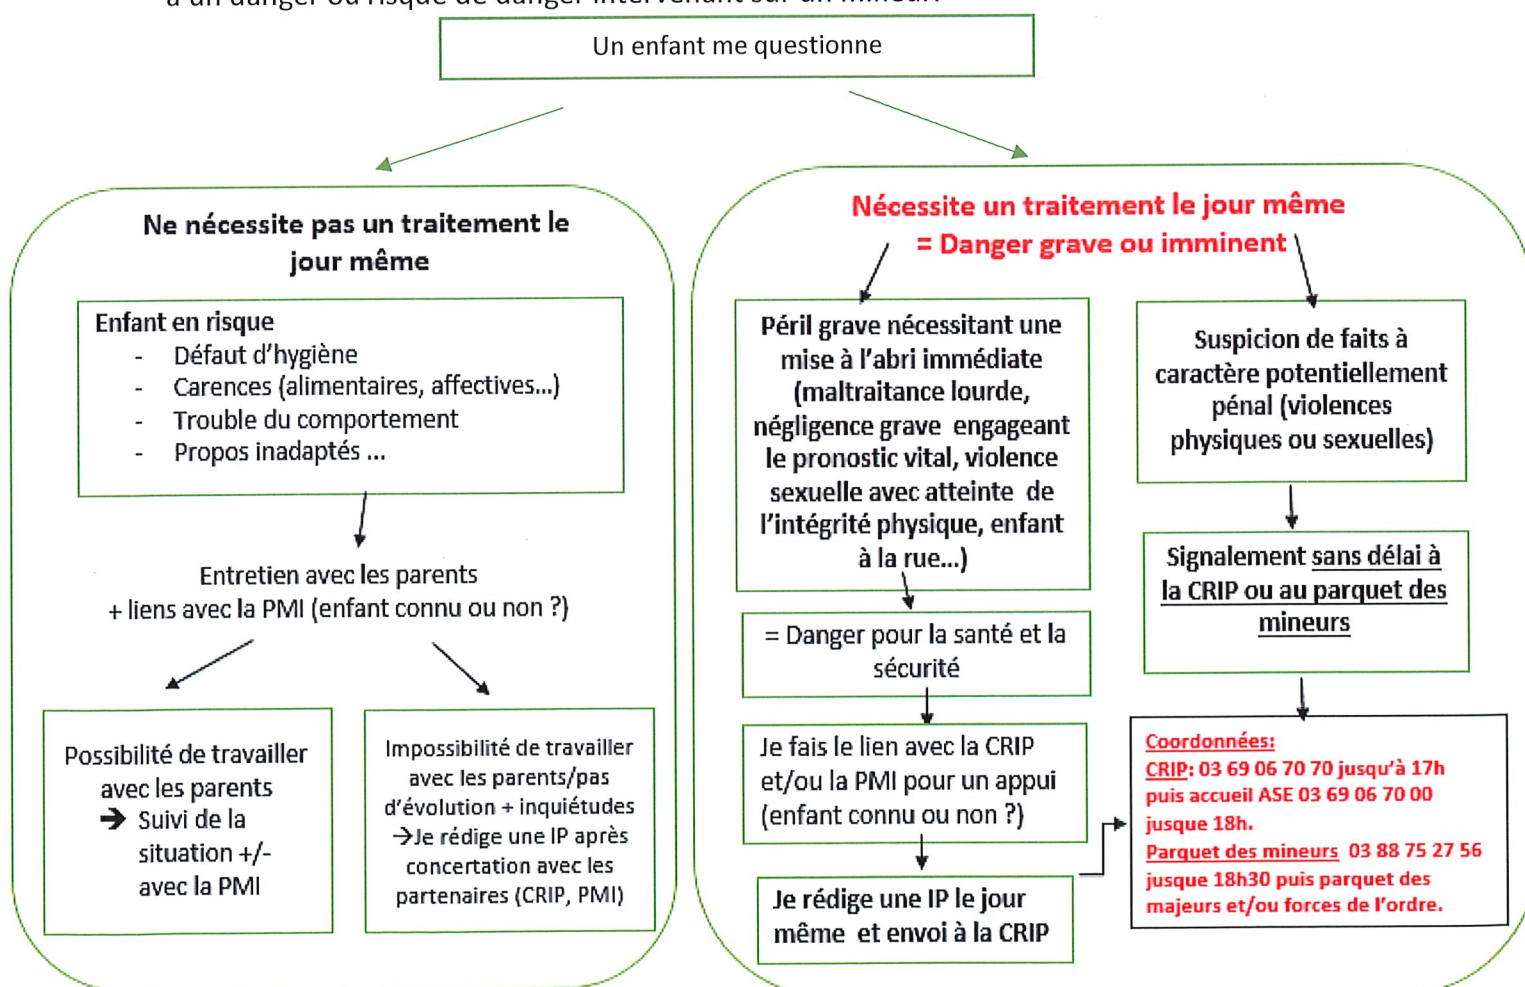 à un danger ou risque de danger intervenant sur un mineur.
Un enfant me questionne
Ne nécessite pas un traitement le
jour même
Enfant en risque
- Défaut d’hygiène
- Carences (alimentaires, affectives...)
- Trouble du comportement
- Propos inadaptés ...
Entretien avec les parents
+ liens avec la PMI (enfant connu ou non ?)
Possibilité de travailler
avec les parents
➔ Suivi de la
situation +/-
avec la PMI
Impossibilité de travailler
avec les parents/pas
d’évolution + inquiétudes
→Je rédige une IP après
concertation avec les
partenaires (CRIP, PMI)
Nécessite un traitement le jour même
= Danger grave ou imminent
Péril grave nécessitant une
mise à l’abri immédiate
(maltraitance lourde,
négligence grave engageant
le pronostic vital, violence
sexuelle avec atteinte de
l’intégrité physique, enfant
à la rue...)
= Danger pour la santé et la
sécurité
Je fais le lien avec la CRIP
et/ou la PMI pour un appui
(enfant connu ou non ?)
Je rédige une IP le jour
même et envoi à la CRIP
Suspicion de faits à
caractère potentiellement
pénal (violences
physiques ou sexuelles)
Signalement sans délai à
la CRIP ou au parquet des
mineurs
Coordonnées:
CRIP: 03 69 06 70 70 jusqu’à 17h
puis accueil ASE 03 69 06 70 00
jusque 18h.
Parquet des mineurs 03 88 75 27 56
jusque 18h30 puis parquet des
majeurs et/ou forces de l’ordre.